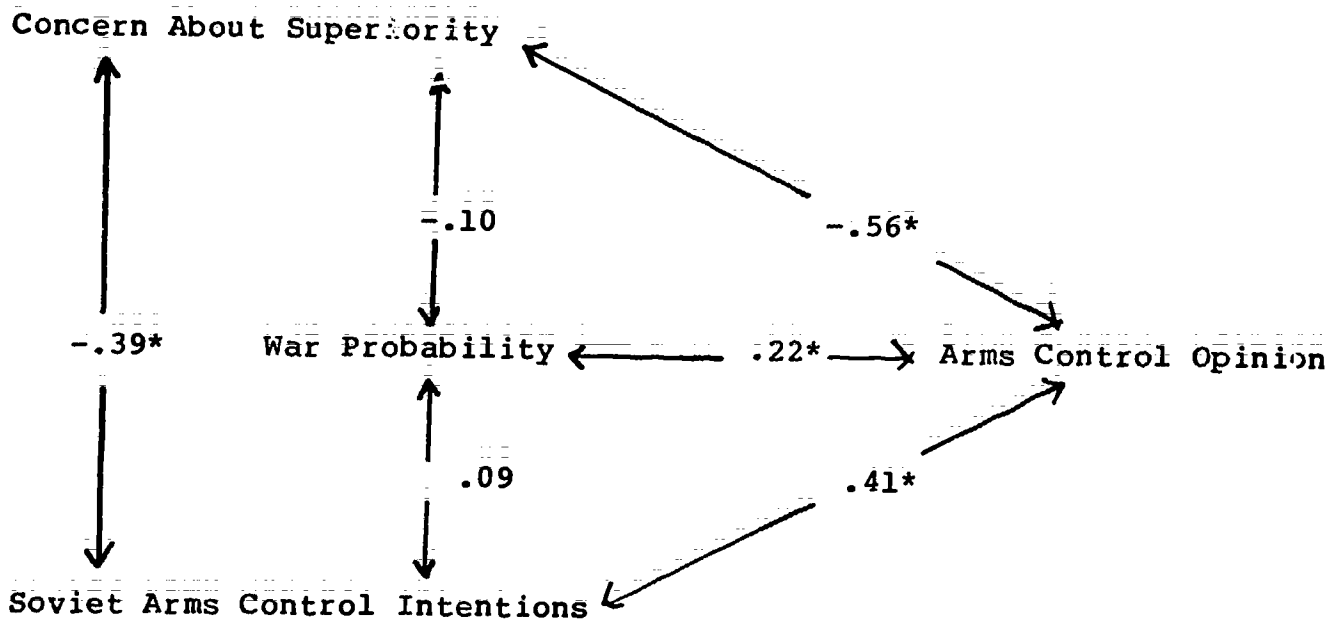 Concern About Superiority
-.10
-.56*
-.39*
War Probability
.22*
Arms Control Opinion
.09
.41*
Soviet Arms Control Intentions